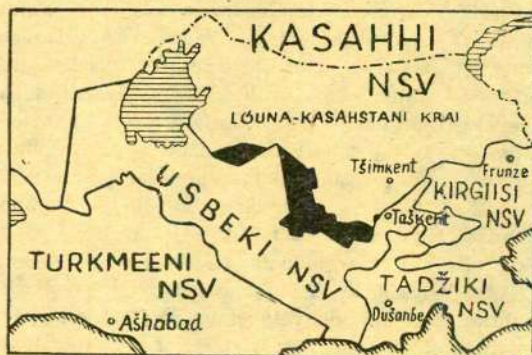 KASAHHI
NSV
LÕUNA-KASAHSTANI KRAI
Tšimkent
Frunze
KIRGIISI
NSV
Taškent
USBEKI NSV
TURKMEENI
NSV
TADŽIKI
NSV
Dušanbe
Ašhabad